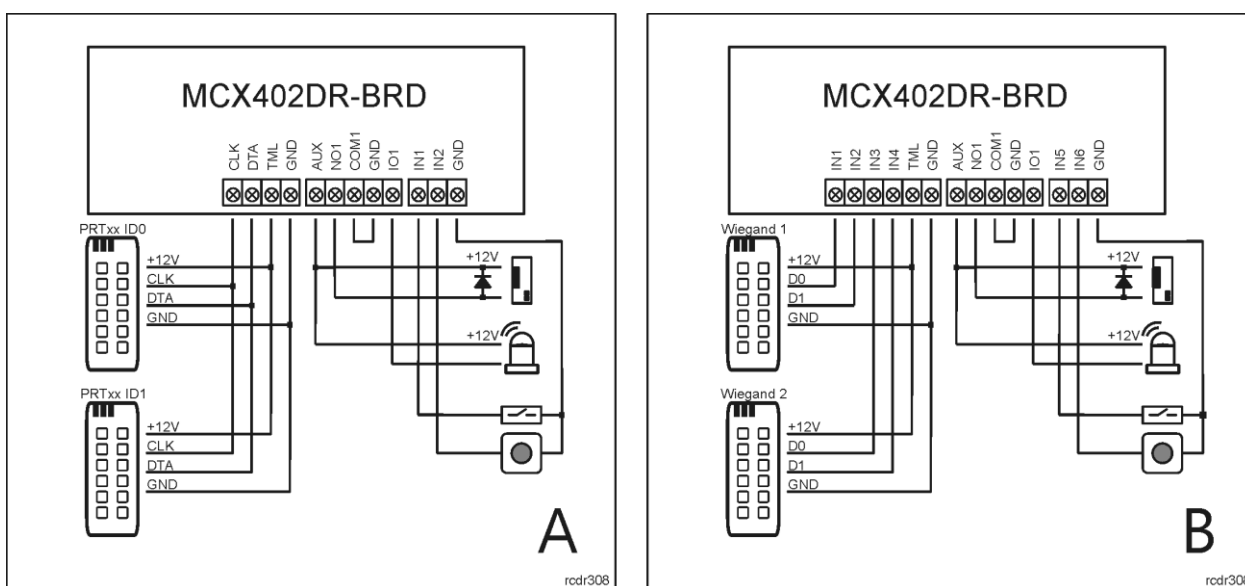 MCX402DR-BRD
CLK DTA TML GND AUX NO1 COM1 GND IO1 IN1 IN2 GND
PRTxx ID0
+12V
CLK
DTA
GND
+12V
+12V
PRTxx ID1
+12V
CLK
DTA
GND
A
rcdr308
MCX402DR-BRD
IN1 IN2 IN3 IN4 TML GND AUX NO1 COM1 GND IO1 IN5 IN6 GND
Wiegand 1
+12V
D0
D1
GND
+12V
+12V
Wiegand 2
+12V
D0
D1
GND
B